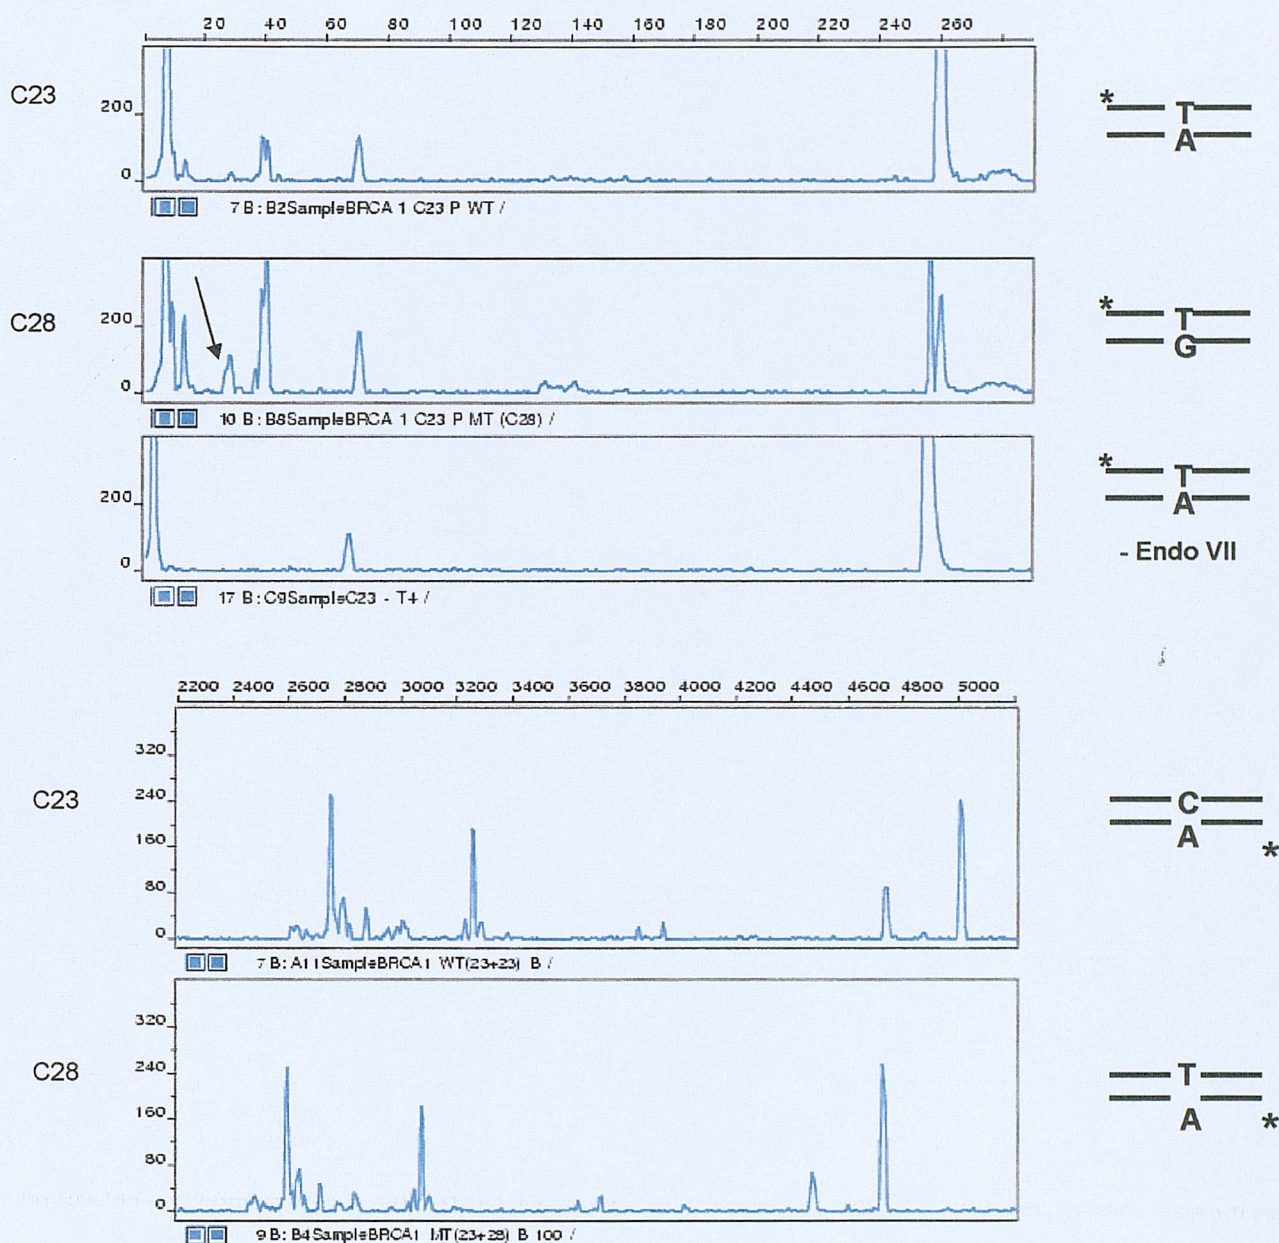 20 40 60 80 100 120 140 160 180 200 220 240 260
C23
200
0
7 B: B2SampleBRCA 1 C23 P WT /
*
T
A
C28
200
0
10 B: B8SampleBRCA 1 C23 P MT (C28) /
*
T
G
200
0
17 B: C9SampleC23 - T4 /
*
T
A
- Endo VII
2200 2400 2600 2800 3000 3200 3400 3600 3800 4000 4200 4400 4600 4800 5000
C23
320
240
160
80
0
7 B: A11SampleBRCA1 WT(23+23) B /
C
A
*
C28
320
240
160
80
0
9 B: B4SampleBRCA1 MT(23+28) B 100 /
T
A
*